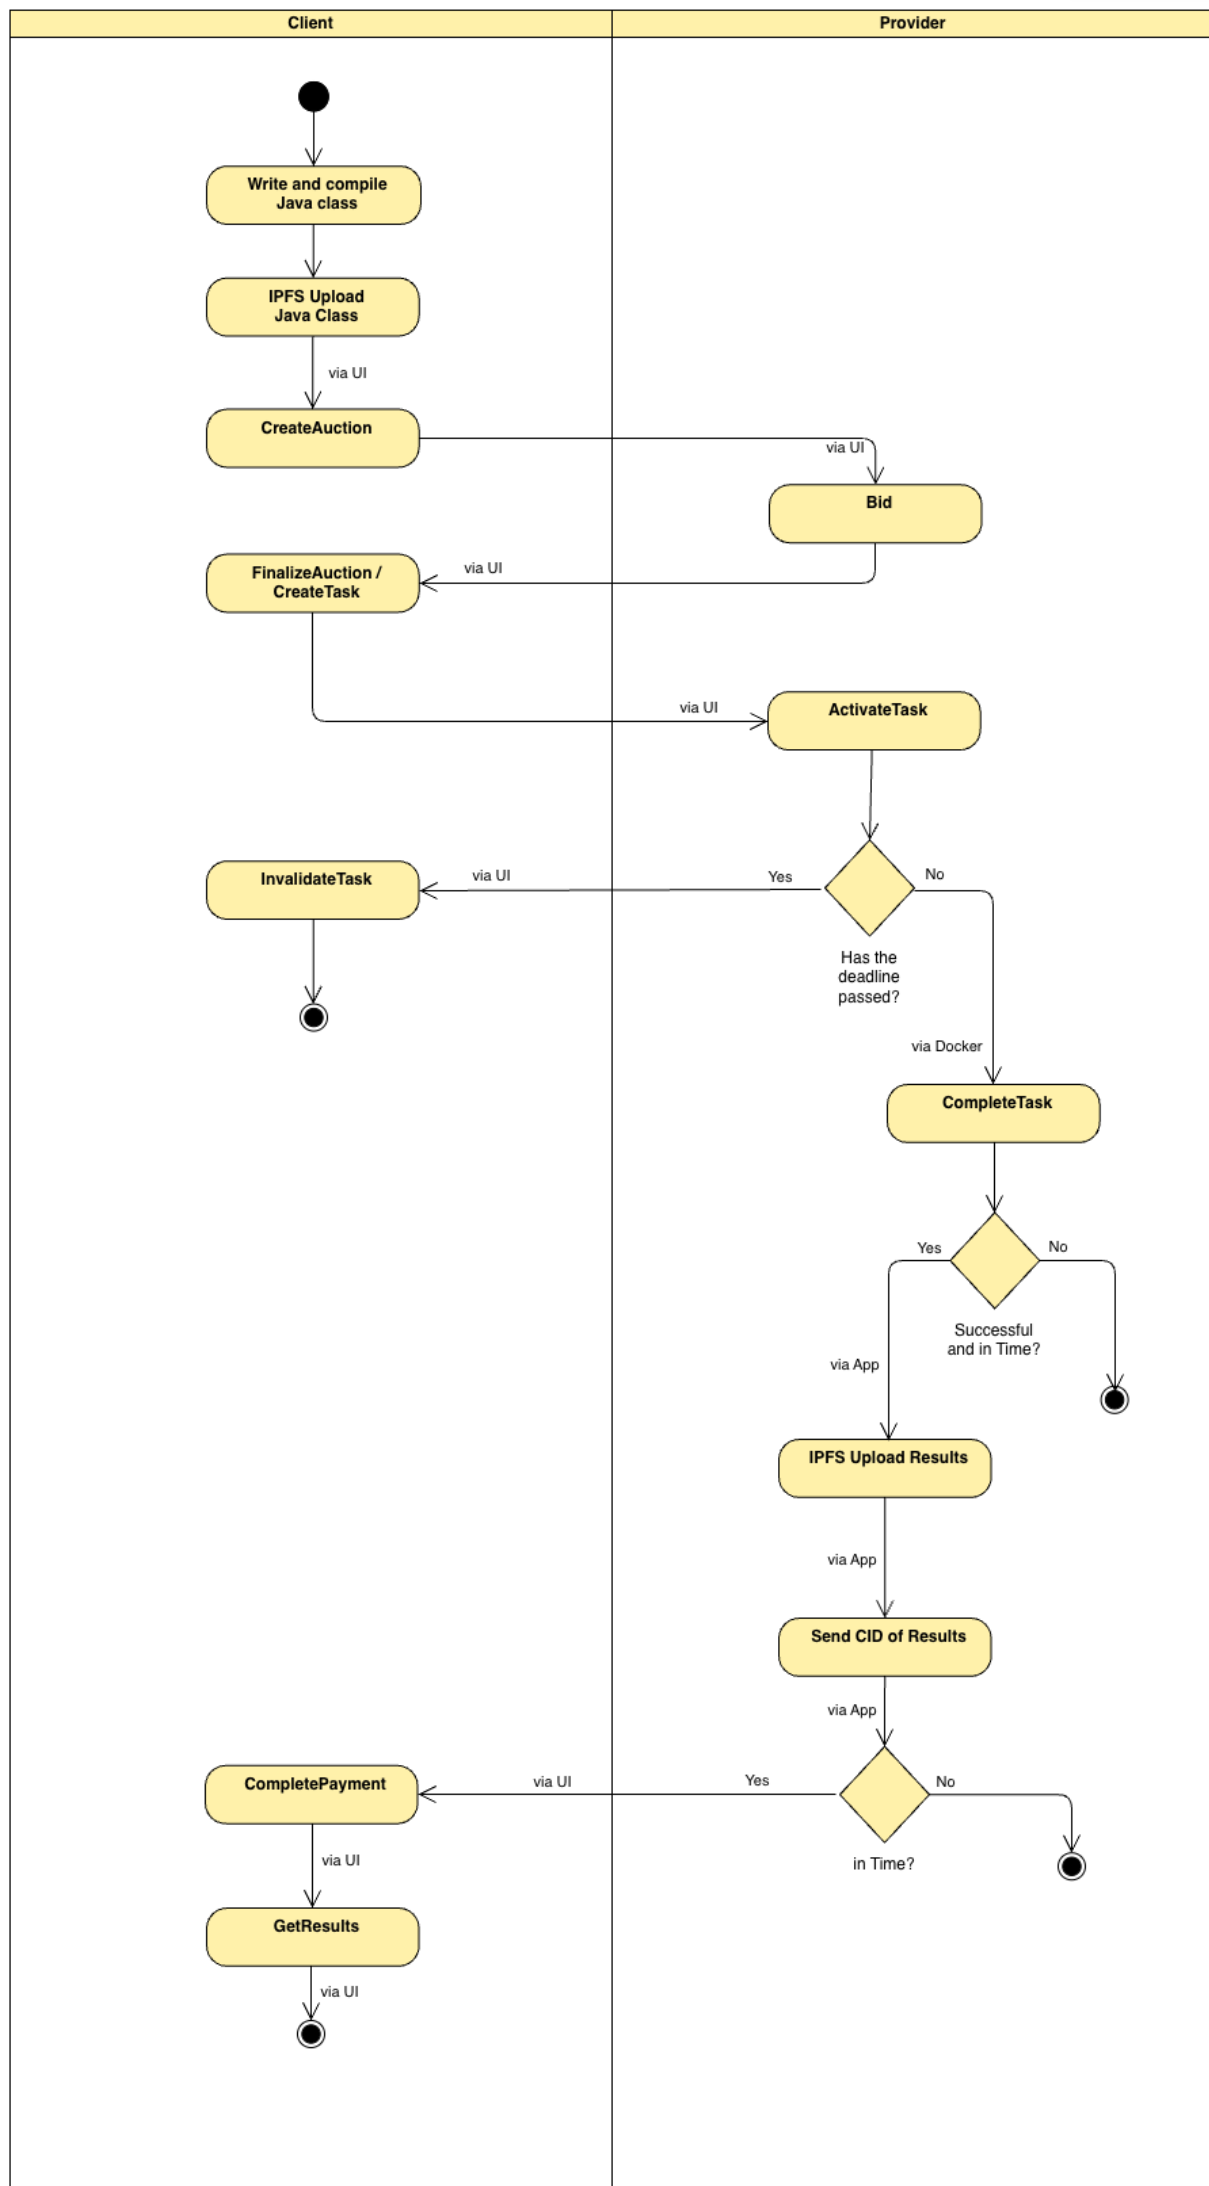 Client
Provider
Write and compile
Java class
IPFS Upload
Java Class
via UI
CreateAuction
via UI
Bid
FinalizeAuction /
CreateTask
via UI
via UI
ActivateTask
InvalidateTask
via UI
Yes
No
Has the
deadline
passed?
via Docker
CompleteTask
Yes
No
Successful
and in Time?
via App
IPFS Upload Results
via App
Send CID of Results
via App
CompletePayment
via UI
Yes
No
in Time?
via UI
GetResults
via UI